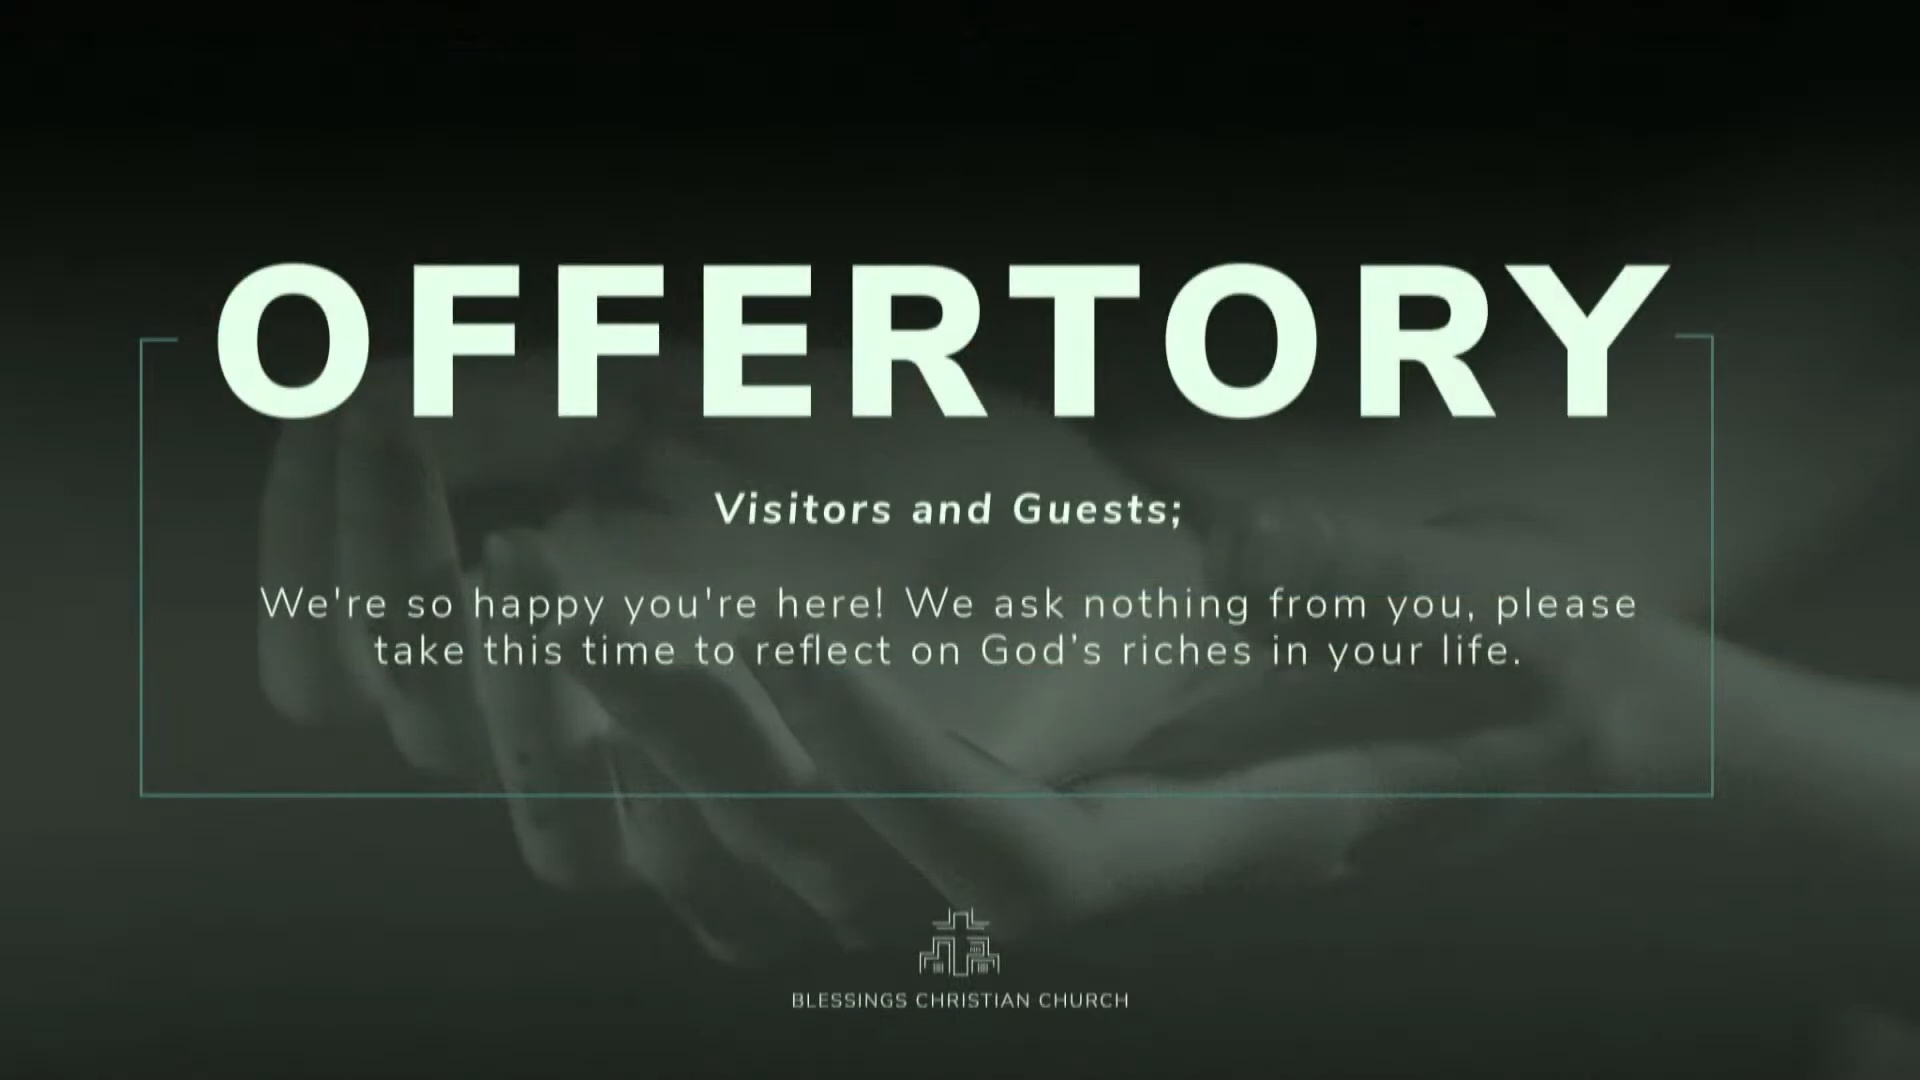 OFFERTORY
Visitors and Guests;
We're so happy you're here! We ask nothing from you, please
take this time to reflect on God's riches in your life.
BLESSINGS CHRISTIAN CHURCH